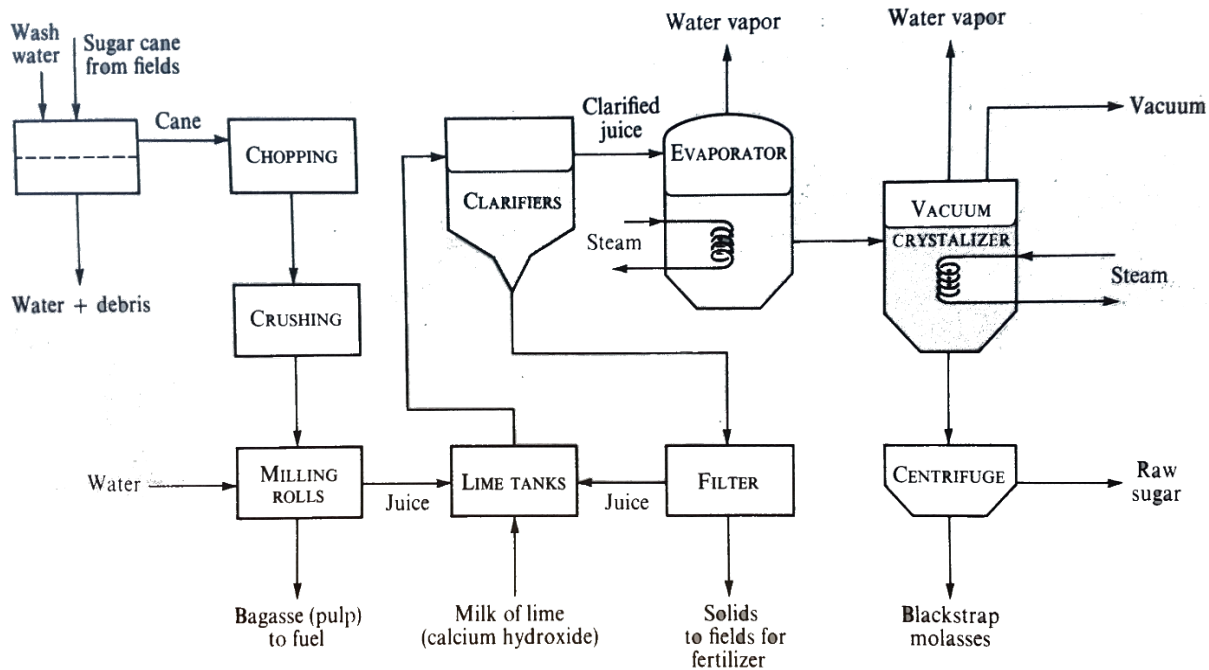 Wash
water
Sugar cane
from fields
Cane
CHOPPING
Water + debris
CRUSHING
Water
MILLING
ROLLS
Juice
Bagasse (pulp)
to fuel
LIME TANKS
Milk of lime
(calcium hydroxide)
Juice
FILTER
Solids
to fields for
fertilizer
CLARIFIERS
Clarified
juice
Water vapor
EVAPORATOR
Steam
Water vapor
Vacuum
VACUUM
CRYSTALIZER
Steam
CENTRIFUGE
Raw
sugar
Blackstrap
molasses